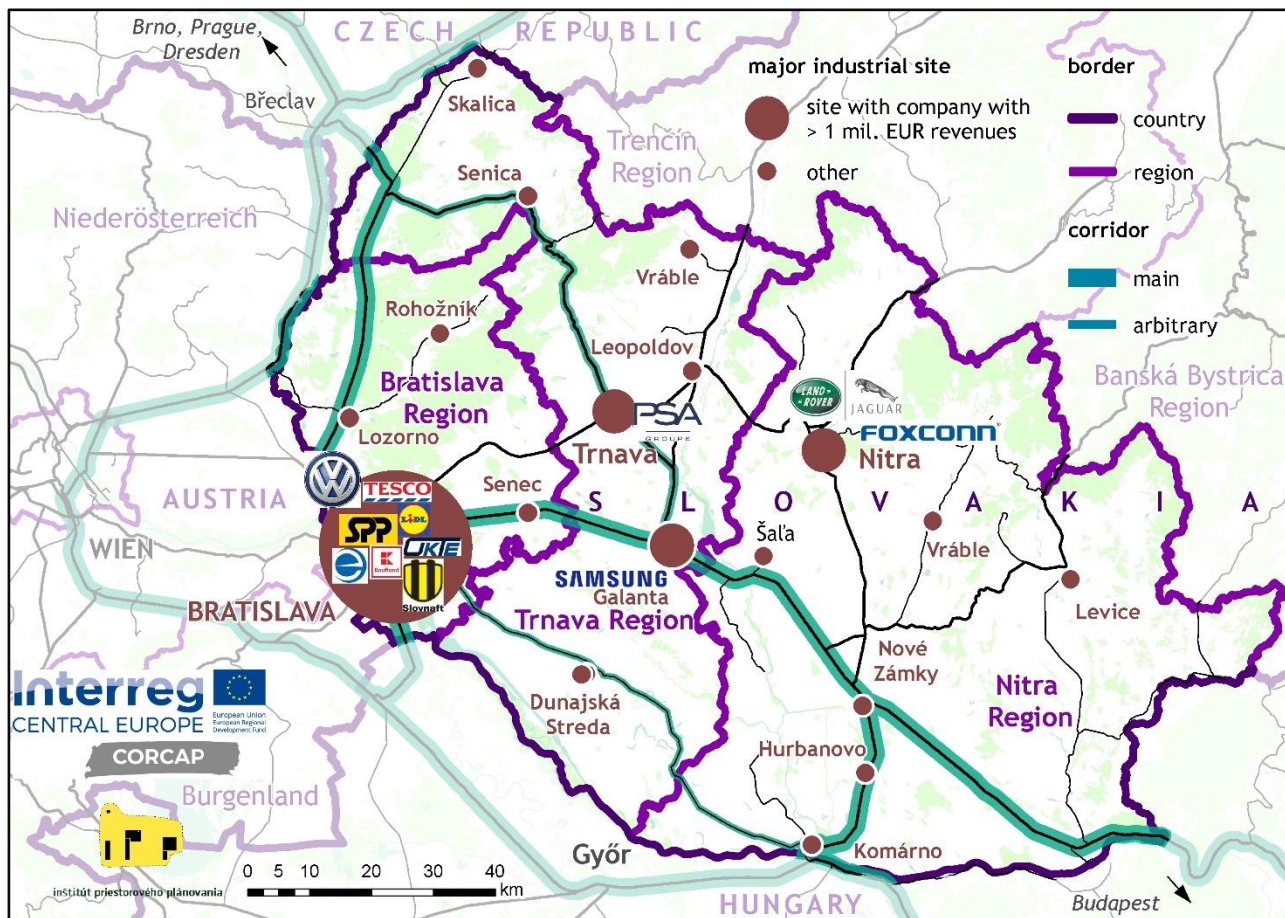 Brno, Prague,
Dresden
CZECH REPUBLIC
Břeclav
Skalica
Trenčín
Region
Senica
Niederösterreich
major industrial site
site with company with
> 1 mil. EUR revenues
other
border
country
region
corridor
main
arbitrary
Vráble
Rohožník
Leopoldov
Bratislava
Region
Banská Bystrica
Region
LAND-
ROVER
JAGUAR
PSA
GROUPE
FOXCONN®
Lozorno
Trnava
Nitra
Senec
AUSTRIA
SLOVAKIA
WIEN
TESCO
SPP
LIDL
OKTE
Kaufland
Slovnaft
BRATISLAVA
Šaľa
Vráble
SAMSUNG
Galanta
Trnava Region
Levice
Nové
Zámky
Dunajská
Streda
Nitra
Region
Hurbanovo
Interreg
CENTRAL EUROPE
European Union
European Regional
Development Fund
CORCAP
Burgenland
Győr
Komárno
inštitút priestorového plánovania
0 5 10 20 30 40
km
HUNGARY
Budapest